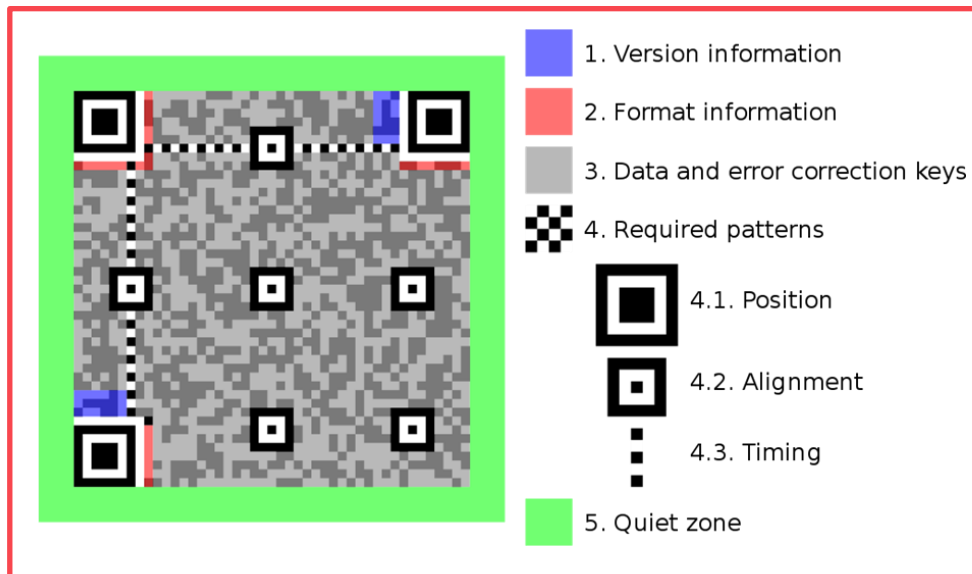 1. Version information
2. Format information
3. Data and error correction keys
4. Required patterns
4.1. Position
4.2. Alignment
4.3. Timing
5. Quiet zone